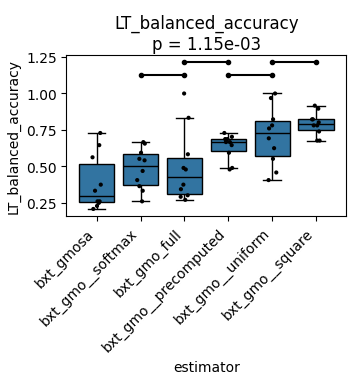 LT_balanced_accuracy
p = 1.15e-03
LT_balanced_accuracy
1.25
1.00
0.75
0.50
0.25
bxt_gmosa
bxt_gmo__softmax
bxt_gmo_full
bxt_gmo__precomputed
bxt_gmo__uniform
bxt_gmo__square
estimator